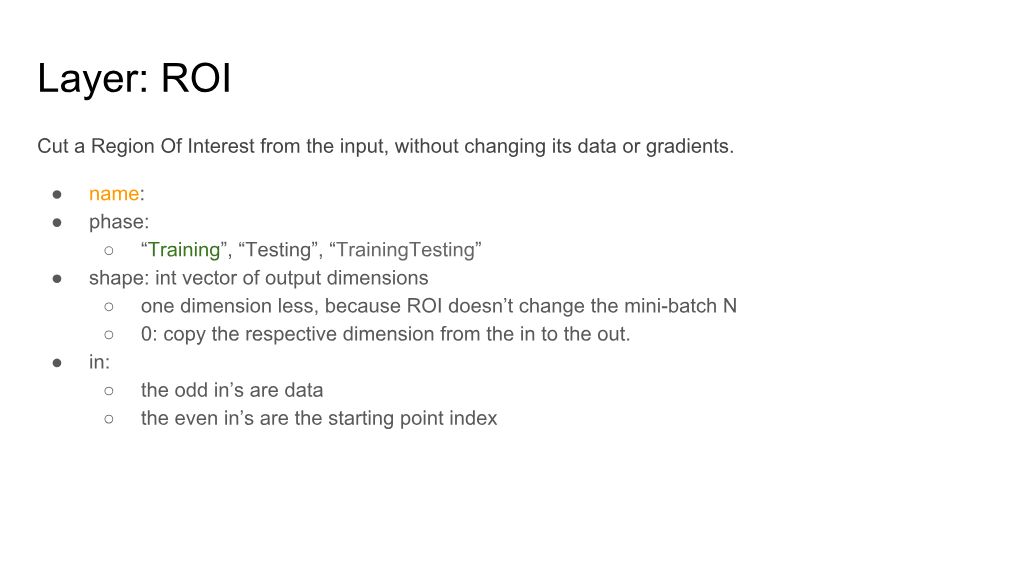 Layer: ROI
Cut a Region Of Interest from the input, without changing its data or gradients.
● name:
● phase:
○ “Training”, “Testing”, “TrainingTesting”
● shape: int vector of output dimensions
○ one dimension less, because ROI doesn’t change the mini-batch N
○ 0: copy the respective dimension from the in to the out.
● in:
○ the odd in’s are data
○ the even in’s are the starting point index